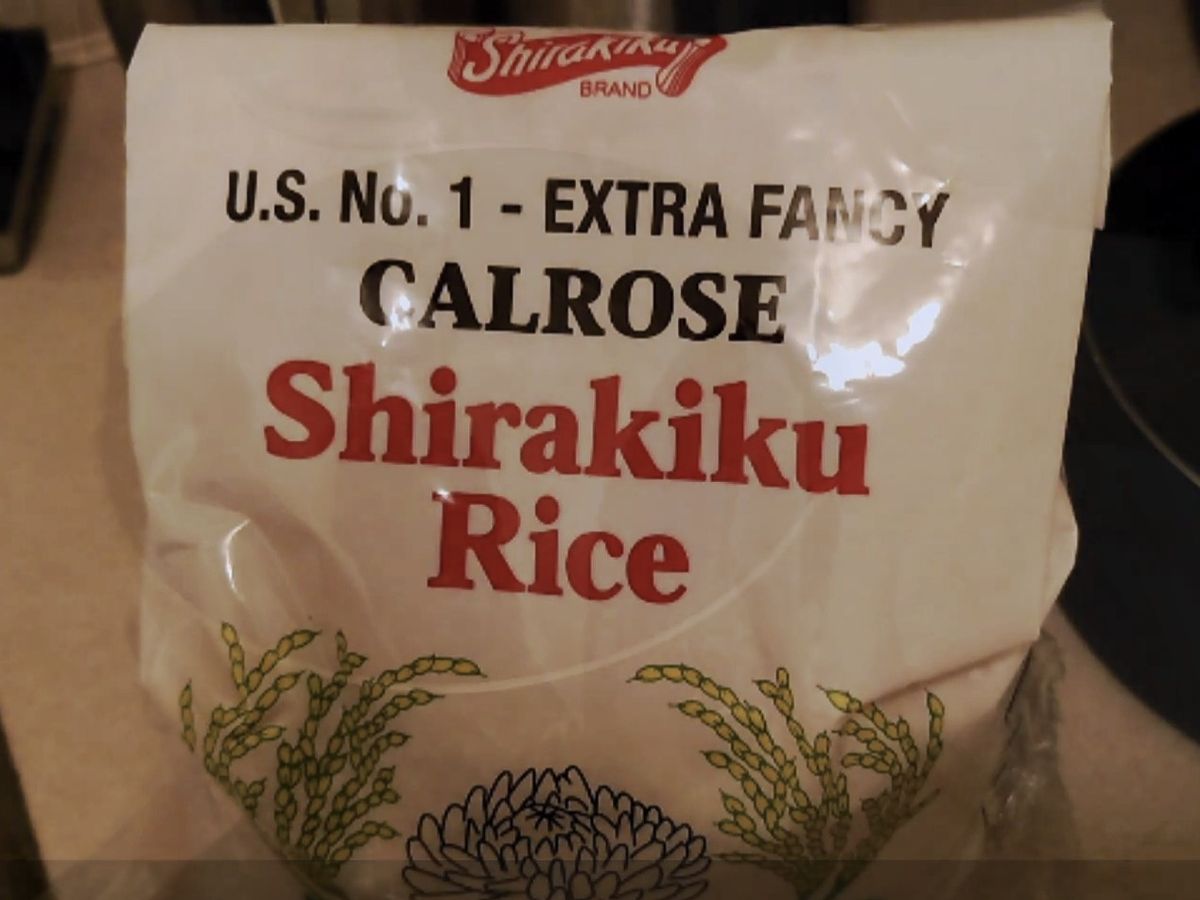 Shirakiku
BRAND
U.S. No. 1 - EXTRA FANCY
CALROSE
Shirakiku
Rice